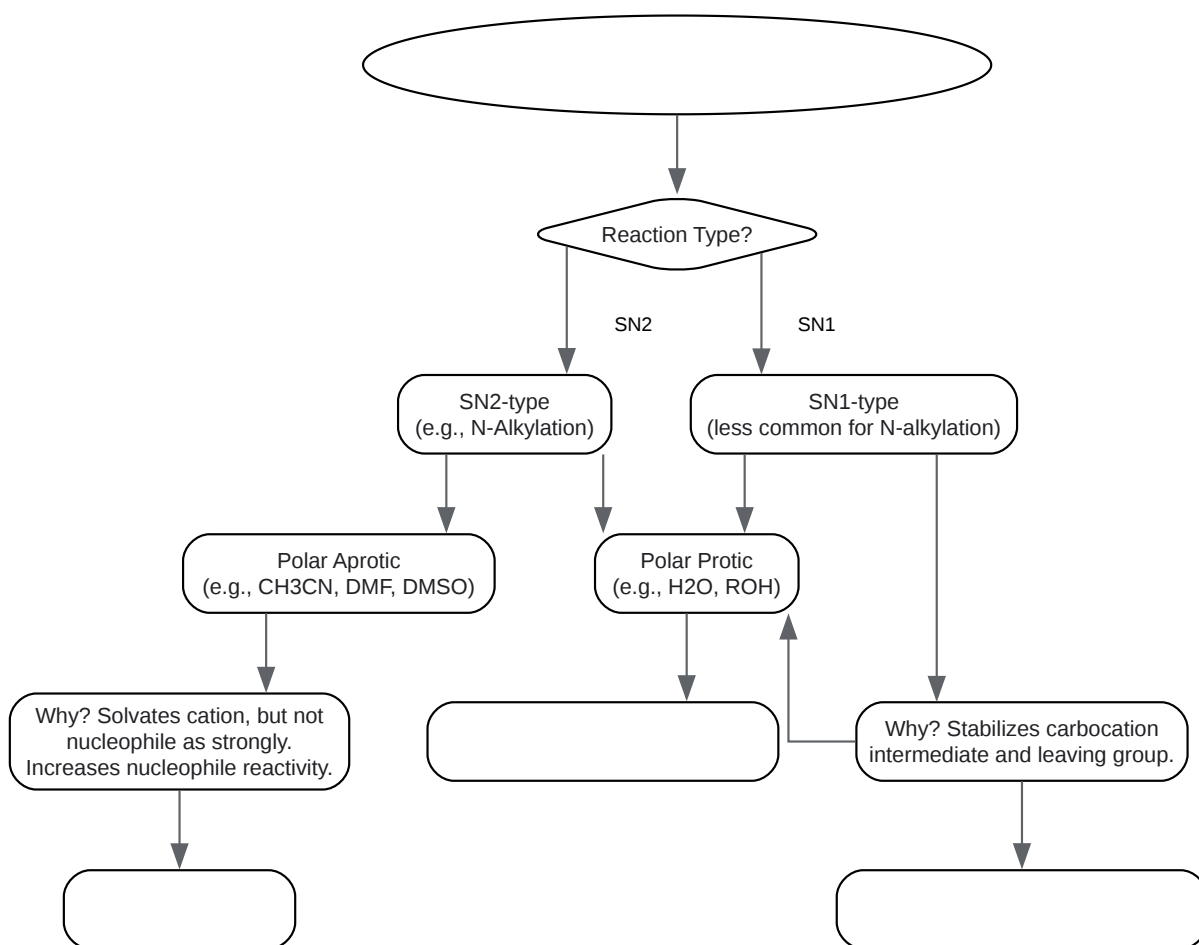 Reaction Type?
SN2
SN1
SN2-type
(e.g., N-Alkylation)
SN1-type
(less common for N-alkylation)
Polar Aprotic
(e.g., CH3CN, DMF, DMSO)
Polar Protic
(e.g., H2O, ROH)
Why? Solvates cation, but not
nucleophile as strongly.
Increases nucleophile reactivity.
Why? Stabilizes carbocation
intermediate and leaving group.